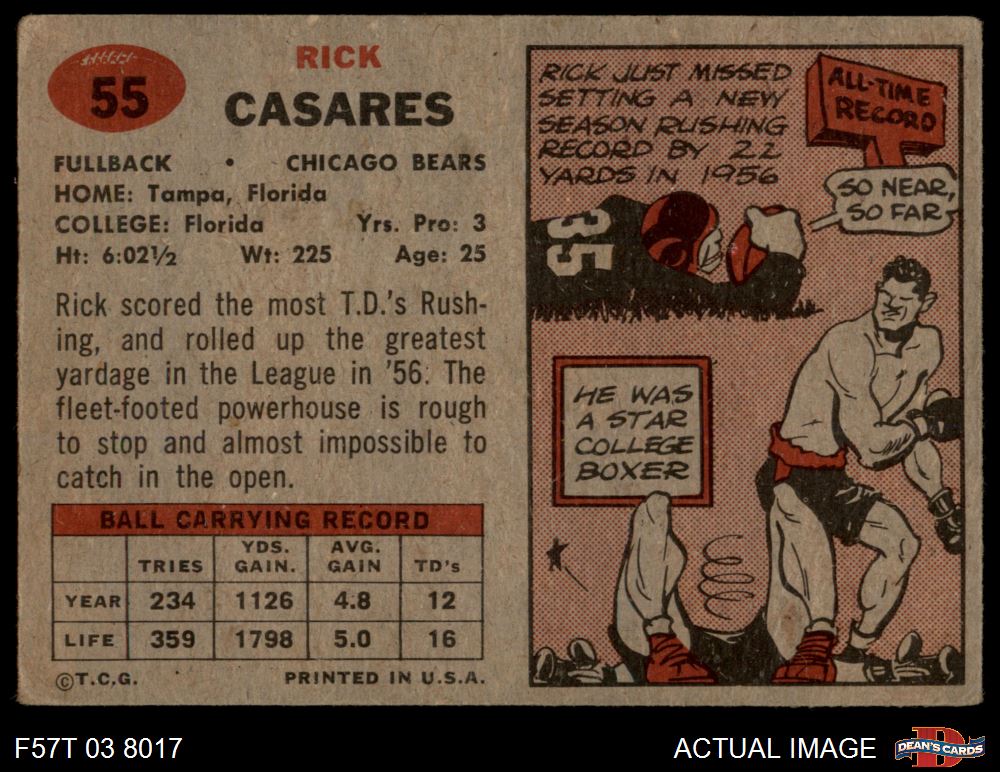 55
RICK
CASARES
FULLBACK • CHICAGO BEARS
HOME: Tampa, Florida
COLLEGE: Florida Yrs. Pro: 3
Ht: 6:02½ Wt: 225 Age: 25
Rick scored the most T.D.'s Rush-
ing, and rolled up the greatest
yardage in the League in '56. The
fleet-footed powerhouse is rough
to stop and almost impossible to
catch in the open.
BALL CARRYING RECORD
TRIES YDS. GAIN. AVG. GAIN TD's
YEAR 234 1126 4.8 12
LIFE 359 1798 5.0 16
©T.C.G. PRINTED IN U.S.A.
RICK JUST MISSED
SETTING A NEW
SEASON RUSHING
RECORD BY 22
YARDS IN 1956
ALL-TIME
RECORD
SO NEAR,
SO FAR
35
HE WAS
A STAR
COLLEGE
BOXER
F57T 03 8017
ACTUAL IMAGE
D
DEAN'S CARDS